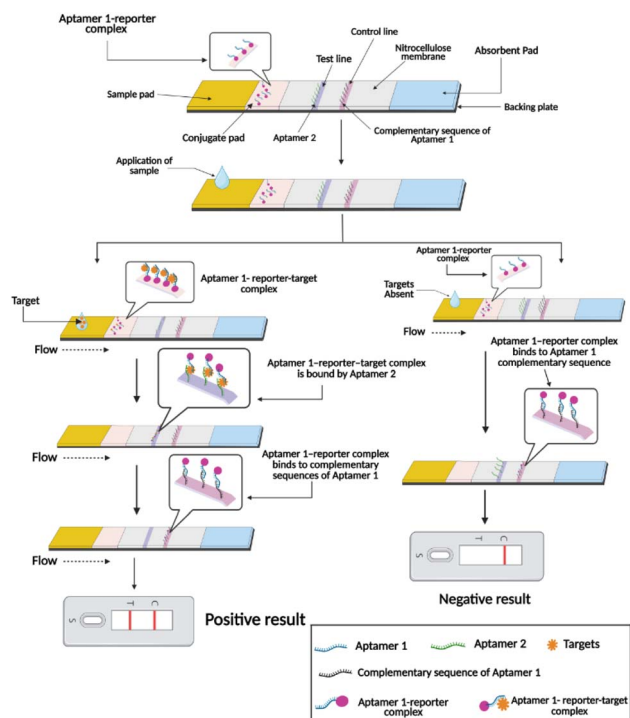 Aptamer 1-reporter
complex
Control line
Test line
Nitrocellulose
membrane
Absorbent Pad
Sample pad
Backing plate
Conjugate pad
Aptamer 2
Complementary sequence of
Aptamer 1
Application of
sample
Aptamer 1-reporter
complex
Aptamer 1- reporter-target
complex
Targets
Absent
Target
Flow
Flow
Aptamer 1-reporter complex
binds to Aptamer 1
complementary sequence
Aptamer 1-reporter-target complex
is bound by Aptamer 2
Flow
Aptamer 1-reporter complex
binds to complementary
sequences of Aptamer 1
Flow
S
T
C
Negative result
S
T
C
Positive result
Aptamer 1
Aptamer 2
Targets
Complementary sequence of Aptamer 1
Aptamer 1-reporter
complex
Aptamer 1- reporter-target
complex